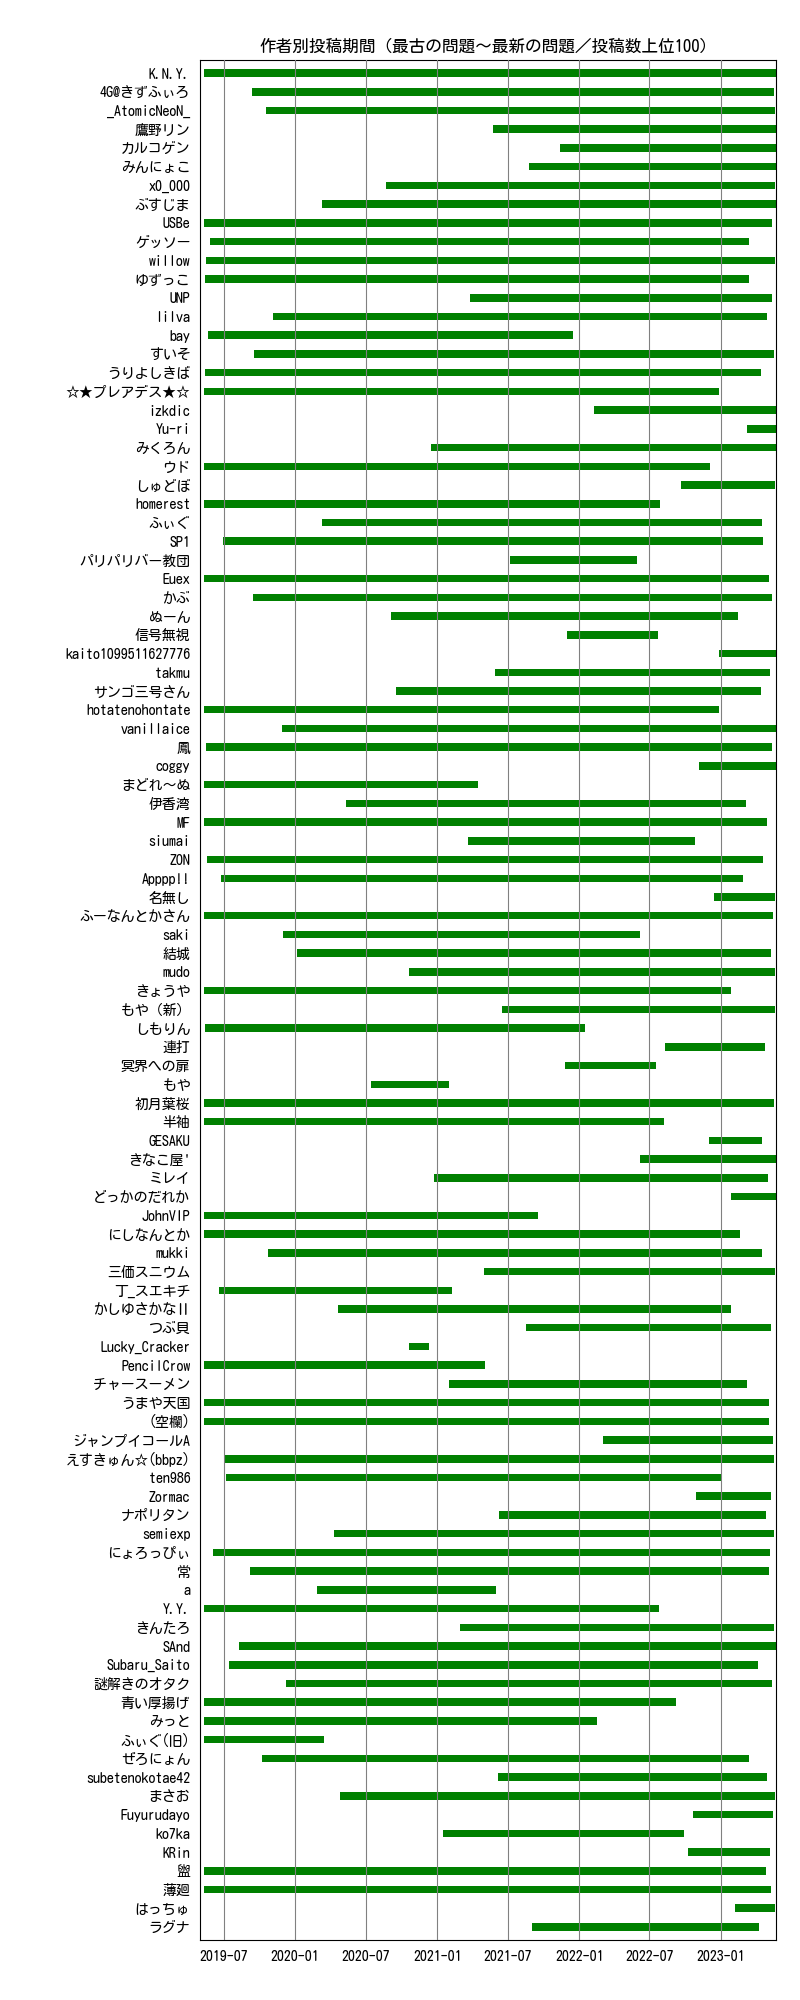 作者別投稿期間（最古の問題～最新の問題／投稿数上位100）
K.N.Y.
4G@きずふぃろ
_AtomicNeoN_
鷹野リン
カルコゲン
みんにょこ
x0_000
ぶすじま
USBe
ゲッソー
willow
ゆずっこ
UNP
lilva
bay
すいそ
うりよしきば
☆★プレアデス★☆
izkdic
Yu-ri
みくろん
ウド
しゅどぼ
homerest
ふぃぐ
SP1
パリパリバー教団
Euex
かぶ
ぬーん
信号無視
kaito1099511627776
takmu
サンゴ三号さん
hotatenohontate
vanillaice
鳳
coggy
まどれ～ぬ
伊香湾
MF
siumai
ZON
Appppll
名無し
ふーなんとかさん
saki
結城
mudo
きょうや
もや（新）
しもりん
連打
冥界への扉
もや
初月葉桜
半袖
GESAKU
きなこ屋'
ミレイ
どっかのだれか
JohnVIP
にしなんとか
mukki
三価スニウム
丁_スエキチ
かしゆさかなⅡ
つぶ貝
Lucky_Cracker
PencilCrow
チャースーメン
うまや天国
(空欄)
ジャンプイコールA
えすきゅん☆(bbpz)
ten986
Zormac
ナポリタン
semiexp
にょろっぴぃ
常
a
Y.Y.
きんたろ
SAnd
Subaru_Saito
謎解きのオタク
青い厚揚げ
みっと
ふぃぐ(旧)
ぜろにょん
subetenokotae42
まさお
Fuyurudayo
ko7ka
KRin
盥
薄廻
はっちゅ
ラグナ
2019-07 2020-01 2020-07 2021-01 2021-07 2022-01 2022-07 2023-01